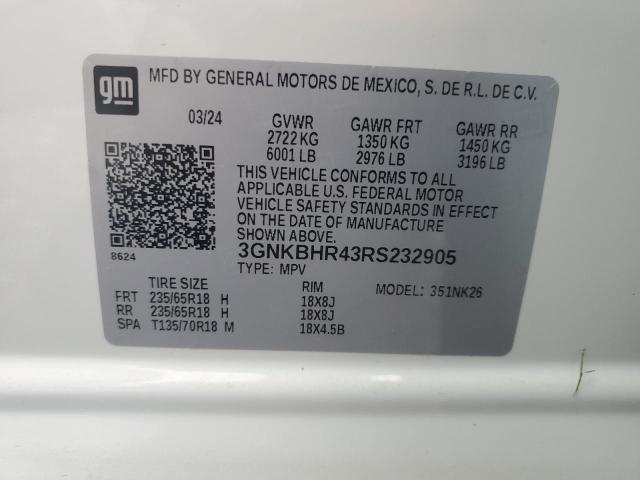 gm
MFD BY GENERAL MOTORS DE MEXICO, S. DE R.L. DE C.V.
03/24 GVWR GAWR FRT GAWR RR
2722 KG 1350 KG 1450 KG
6001 LB 2976 LB 3196 LB
THIS VEHICLE CONFORMS TO ALL
APPLICABLE U.S. FEDERAL MOTOR
VEHICLE SAFETY STANDARDS IN EFFECT
ON THE DATE OF MANUFACTURE
SHOWN ABOVE.
8624
3GNKBHR43RS232905
TYPE: MPV
TIRE SIZE RIM MODEL: 351NK26
FRT 235/65R18 H 18X8J
RR 235/65R18 H 18X8J
SPA T135/70R18 M 18X4.5B